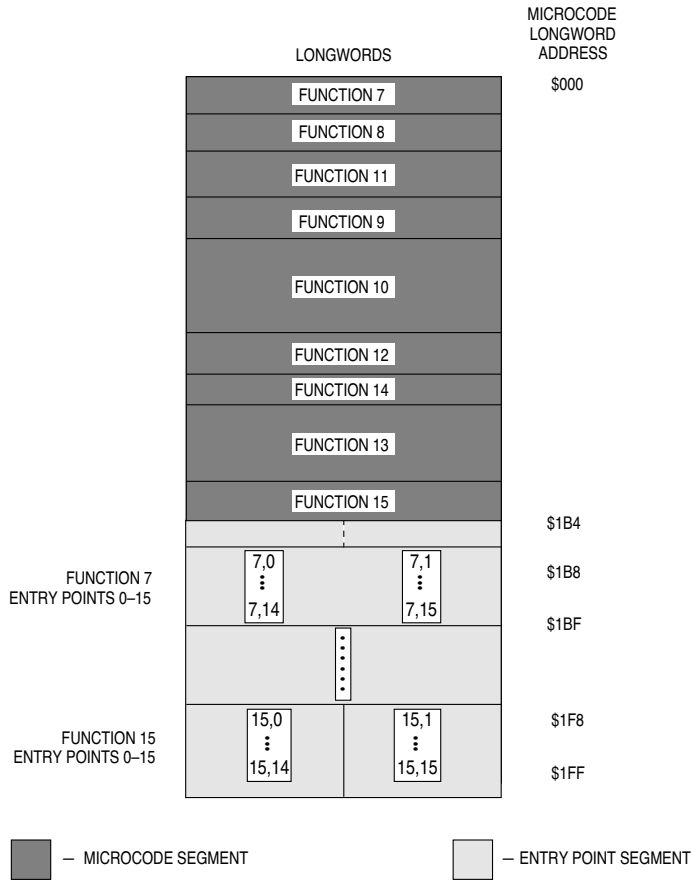 MICROCODE
LONGWORD
ADDRESS
LONGWORDS
$000
FUNCTION 7
FUNCTION 8
FUNCTION 11
FUNCTION 9
FUNCTION 10
FUNCTION 12
FUNCTION 14
FUNCTION 13
FUNCTION 15
$1B4
FUNCTION 7
ENTRY POINTS 0–15
7,0
7,14
7,1
7,15
$1B8
$1BF
FUNCTION 15
ENTRY POINTS 0–15
15,0
15,14
15,1
15,15
$1F8
$1FF
– MICROCODE SEGMENT
– ENTRY POINT SEGMENT